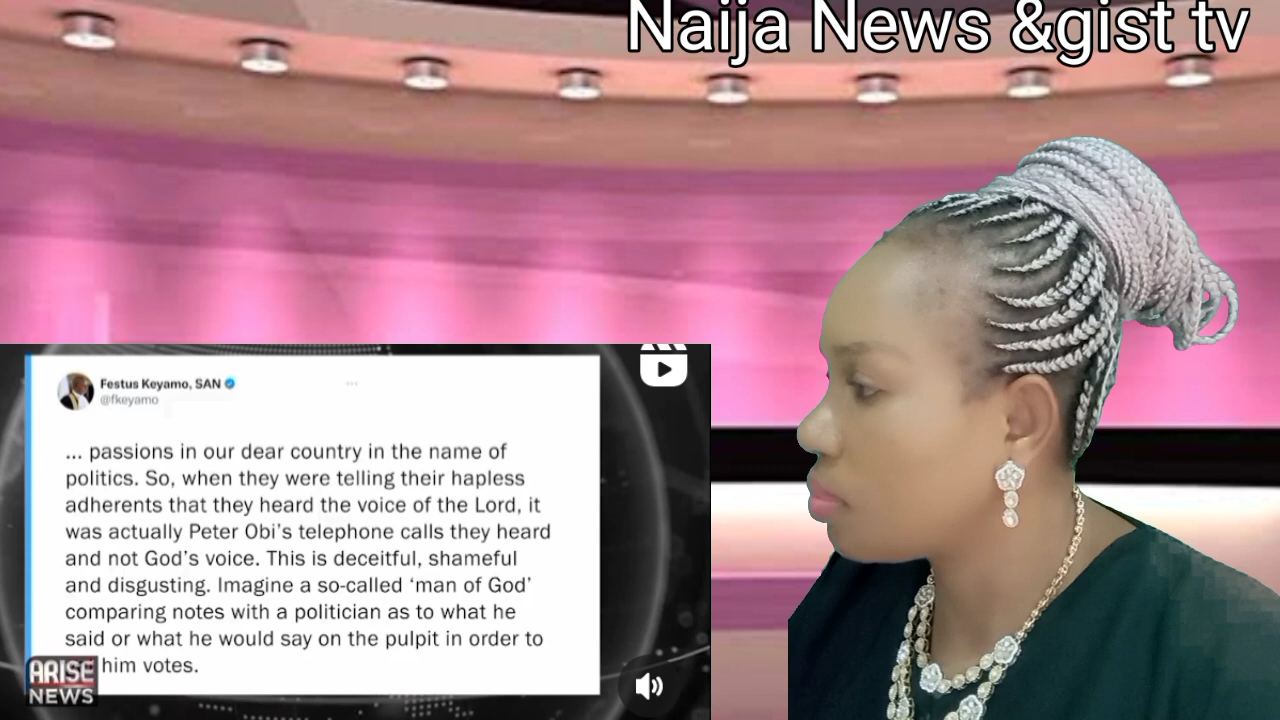 Naija News &gist tv
Festus Keyamo, SAN
@fkeyamo
... passions in our dear country in the name of
politics. So, when they were telling their hapless
adherents that they heard the voice of the Lord, it
was actually Peter Obi's telephone calls they heard
and not God's voice. This is deceitful, shameful
and disgusting. Imagine a so-called 'man of God'
comparing notes with a politician as to what he
said or what he would say on the pulpit in order to
him votes.
ARISE
NEWS